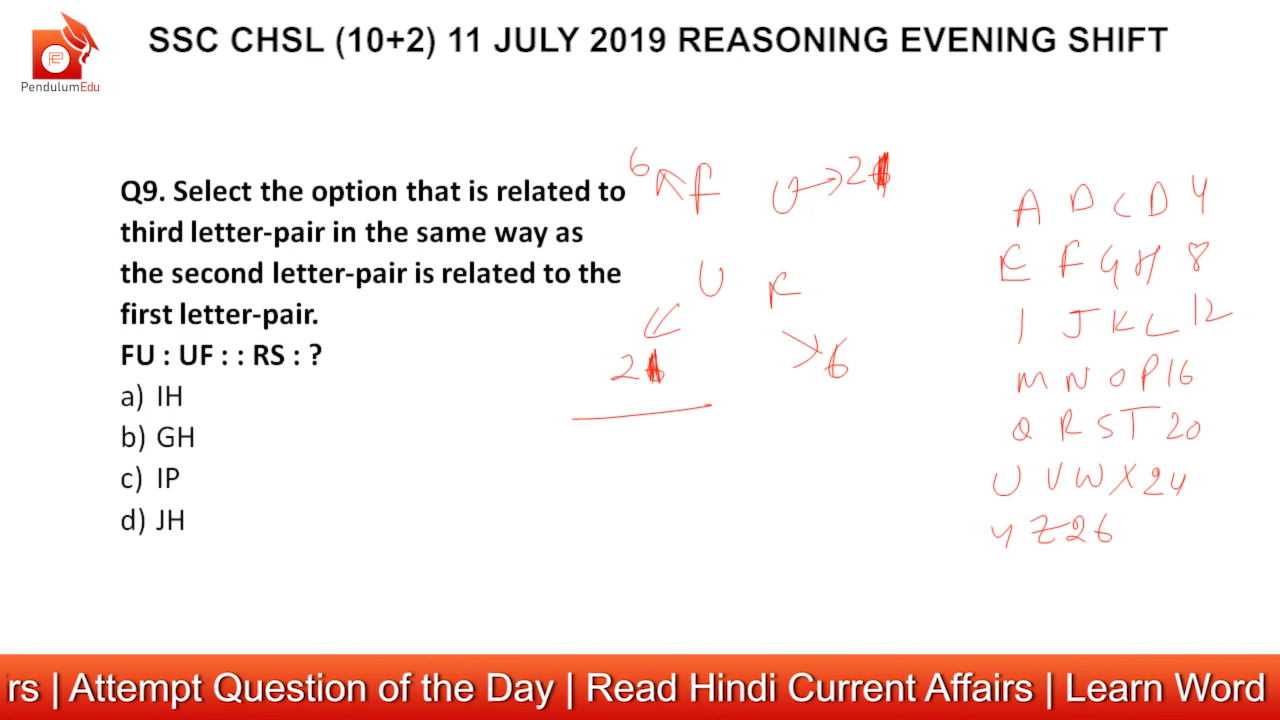 SSC CHSL (10+2) 11 JULY 2019 REASONING EVENING SHIFT
PendulumEdu
Q9. Select the option that is related to
third letter-pair in the same way as
the second letter-pair is related to the
first letter-pair.
FU : UF : : RS : ?
a) IH
b) GH
c) IP
d) JH
6 F U 2
U F
2 6
A B C D 4
E F G H 8
I J K L 12
M N O P 16
Q R S T 20
U V W X 24
Y Z 26
rs | Attempt Question of the Day | Read Hindi Current Affairs | Learn Word